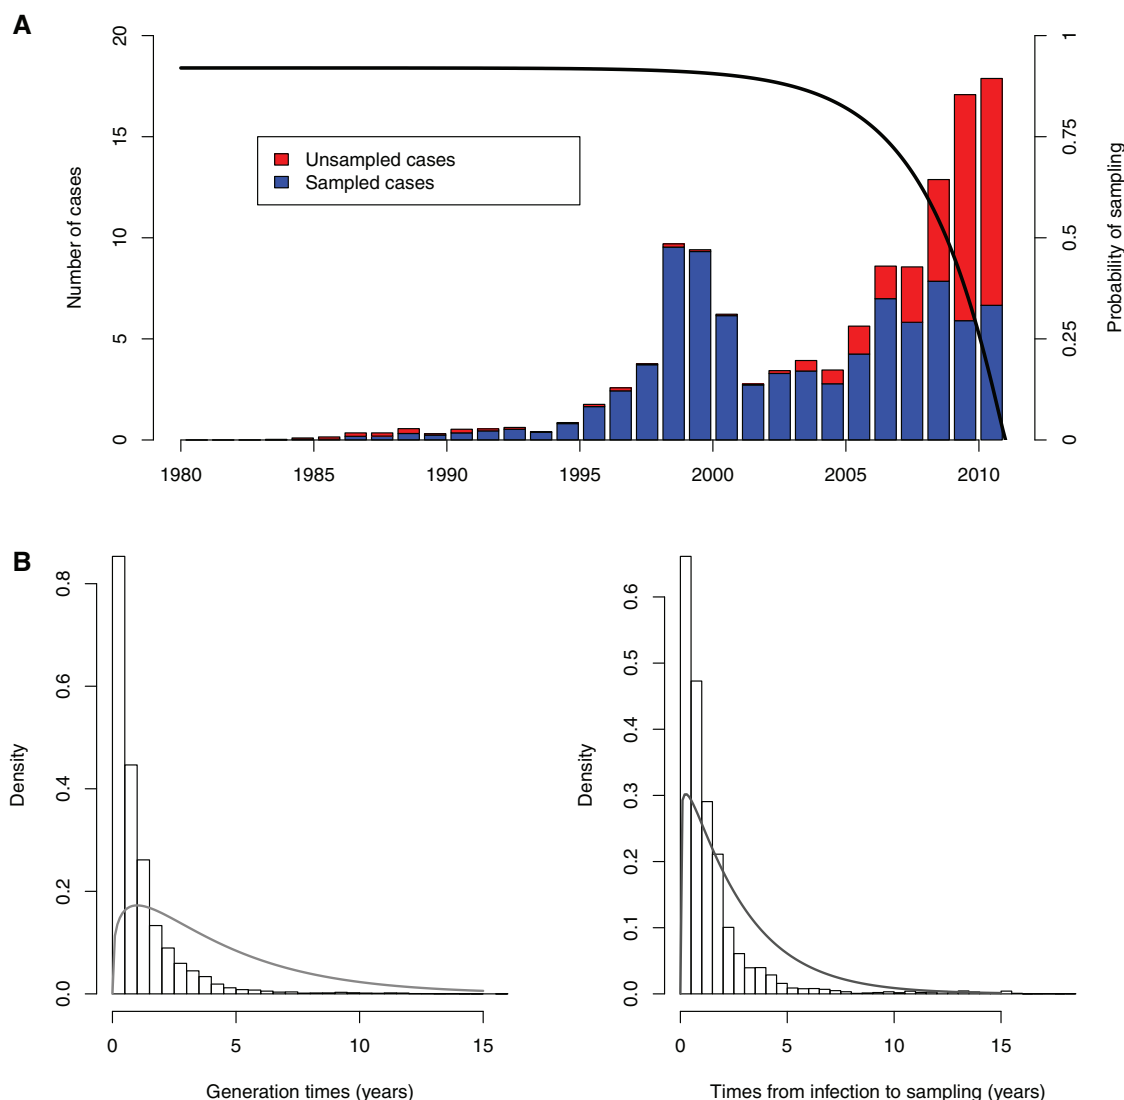 A
Number of cases
0 5 10 15 20
Unsampled cases
Sampled cases
Probability of sampling
0 0.25 0.5 0.75 1
1980 1985 1990 1995 2000 2005 2010
B
Density
0.0 0.2 0.4 0.6 0.8
0 5 10 15
Generation times (years)
Density
0.0 0.1 0.2 0.3 0.4 0.5 0.6
0 5 10 15
Times from infection to sampling (years)